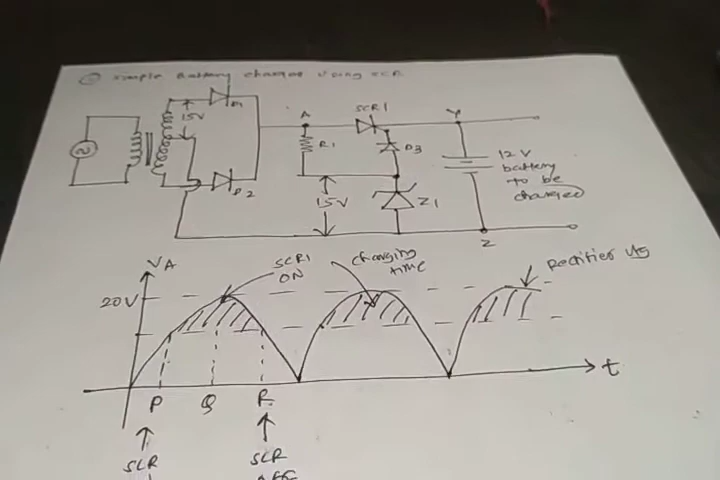 ② simple Battery charger using SCR
D1
15V
A
SCR1
Y
R1
D3
12 V
battery
to be
charged
D2
15V
Z1
Z
VA
SCR1
ON
Charging
time
Rectifier
20V
t
P Q R
SCR SCR